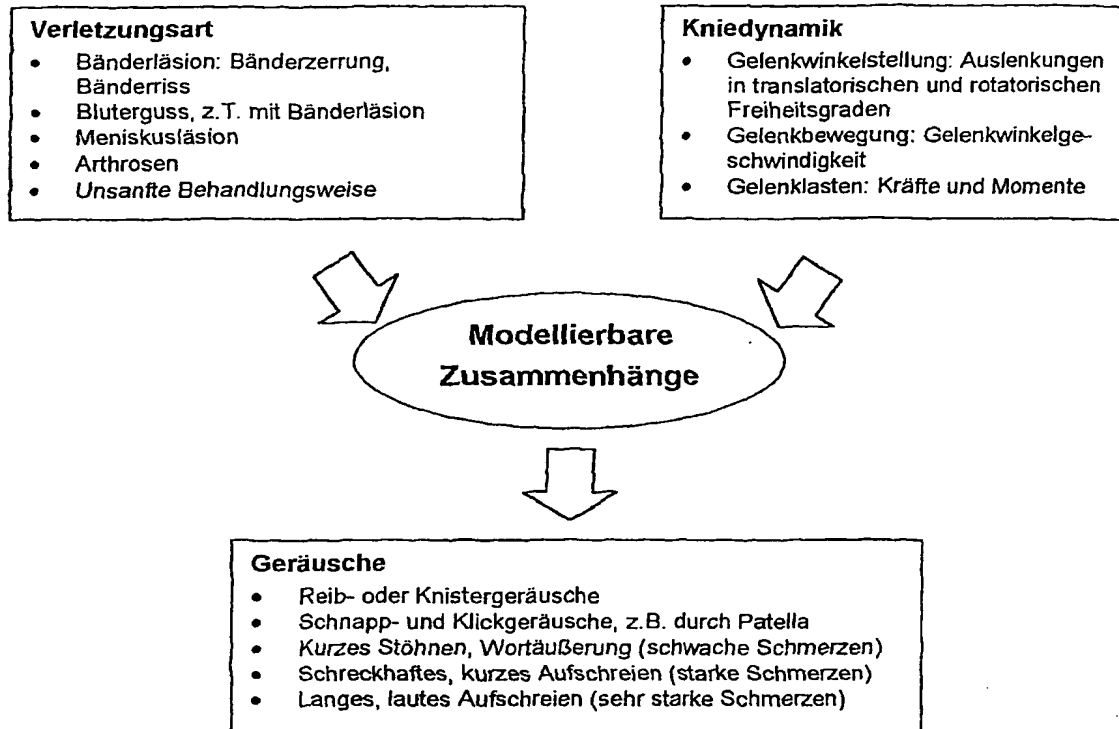 Verletzungsart
• Bänderläsion: Bänderzerrung,
Bänderriss
• Bluterguss, z.T. mit Bänderläsion
• Meniskusläsion
• Arthrosen
• Unsanfte Behandlungsweise
Kniedynamik
• Gelenkwinkelstellung: Auslenkungen
in translatorischen und rotatorischen
Freiheitsgraden
• Gelenkbewegung: Gelenkwinkelge-
schwindigkeit
• Gelenklasten: Kräfte und Momente
Modellierbare
Zusammenhänge
Geräusche
• Reib- oder Knistergeräusche
• Schnapp- und Klickgeräusche, z.B. durch Patella
• Kurzes Stöhnen, Wortäußerung (schwache Schmerzen)
• Schreckhaftes, kurzes Aufschreien (starke Schmerzen)
• Langes, lautes Aufschreien (sehr starke Schmerzen)